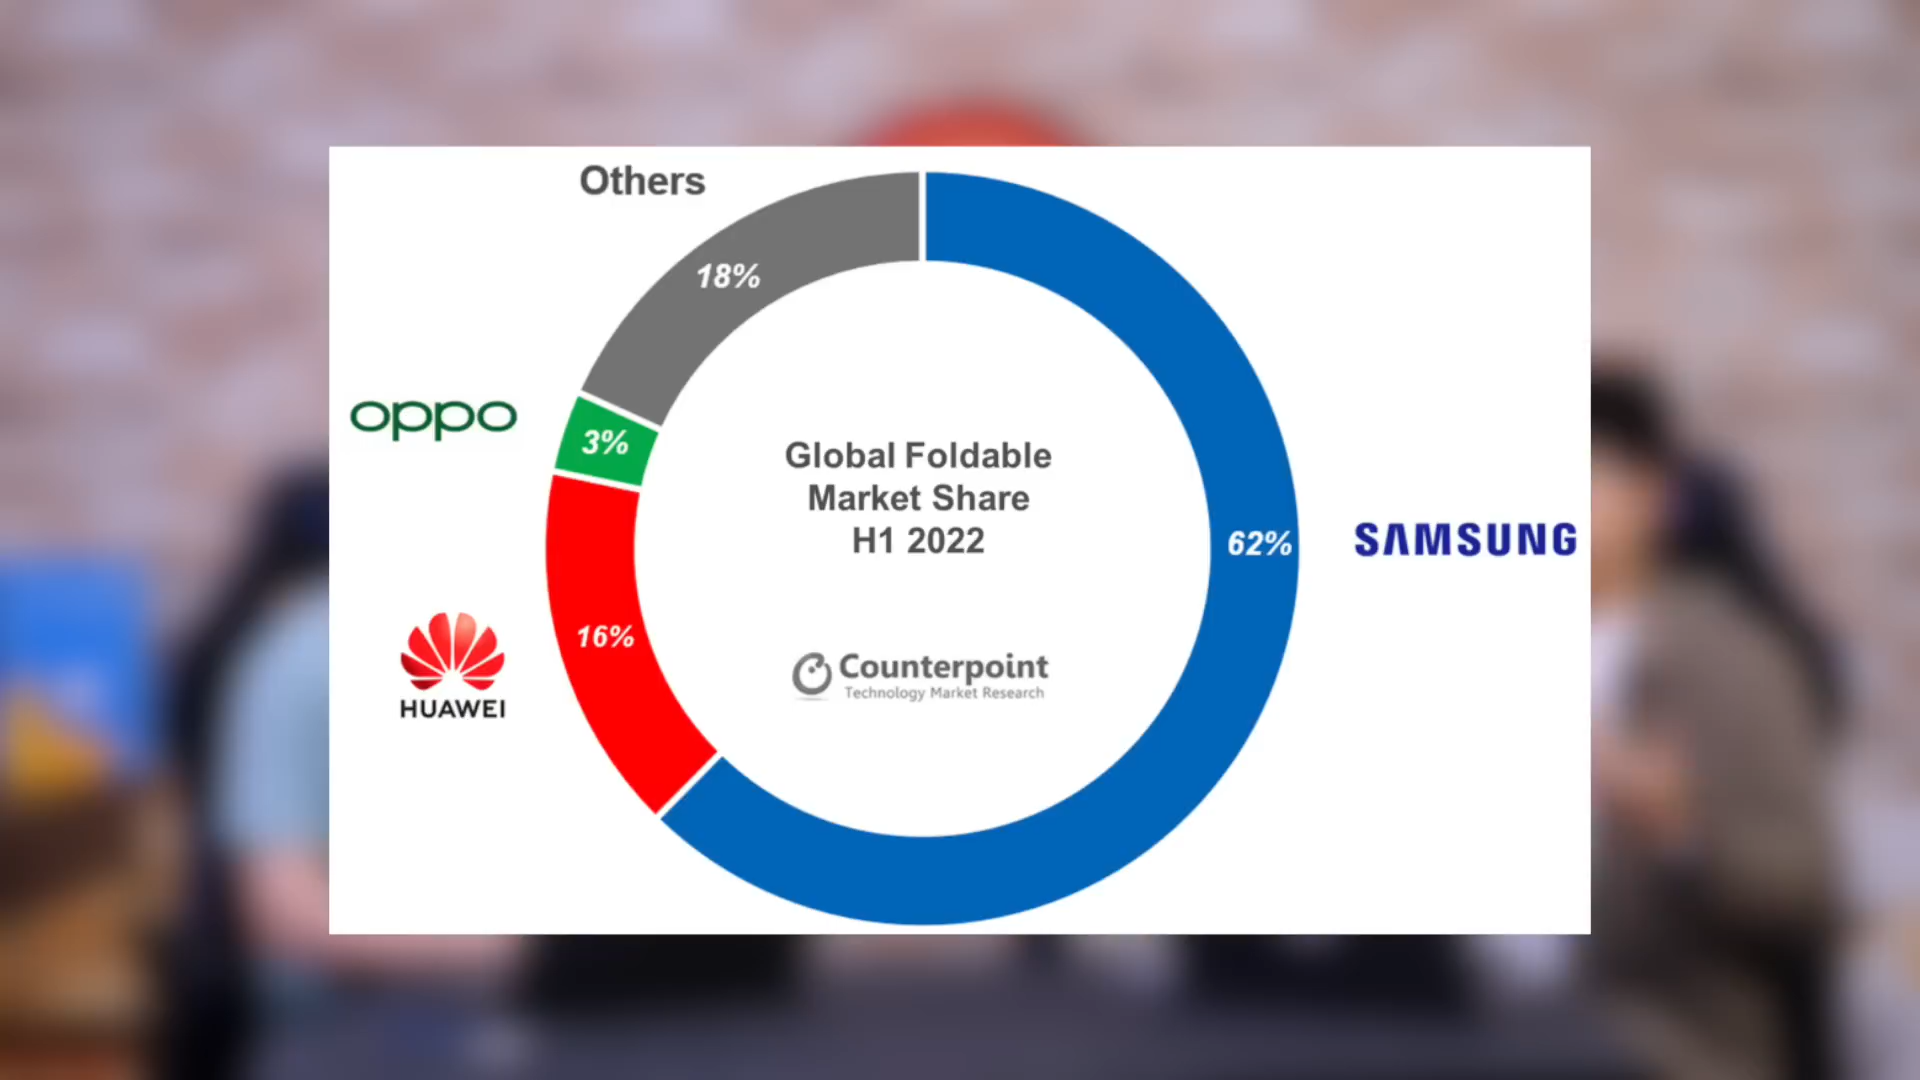 Others
18%
oppo
3%
Global Foldable
Market Share
H1 2022
62%
SAMSUNG
16%
HUAWEI
Counterpoint
Technology Market Research